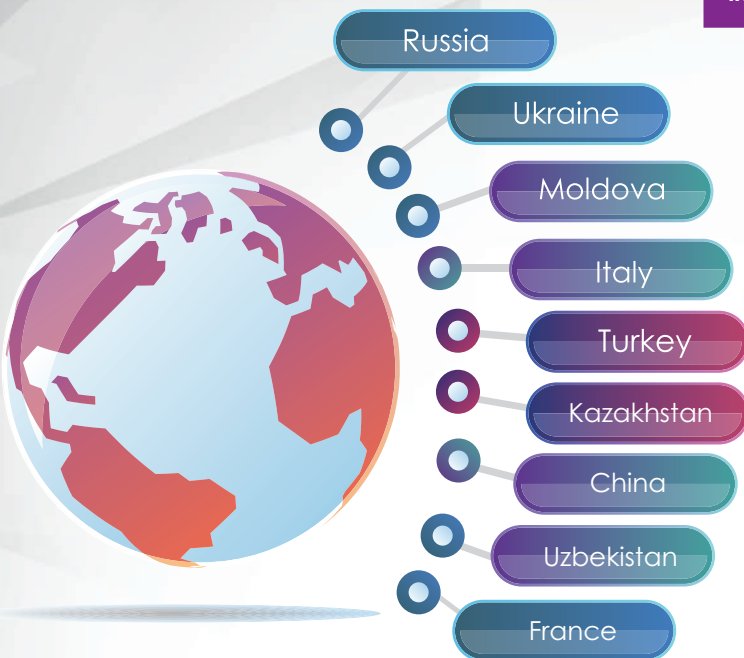 Russia
Ukraine
Moldova
Italy
Turkey
Kazakhstan
China
Uzbekistan
France